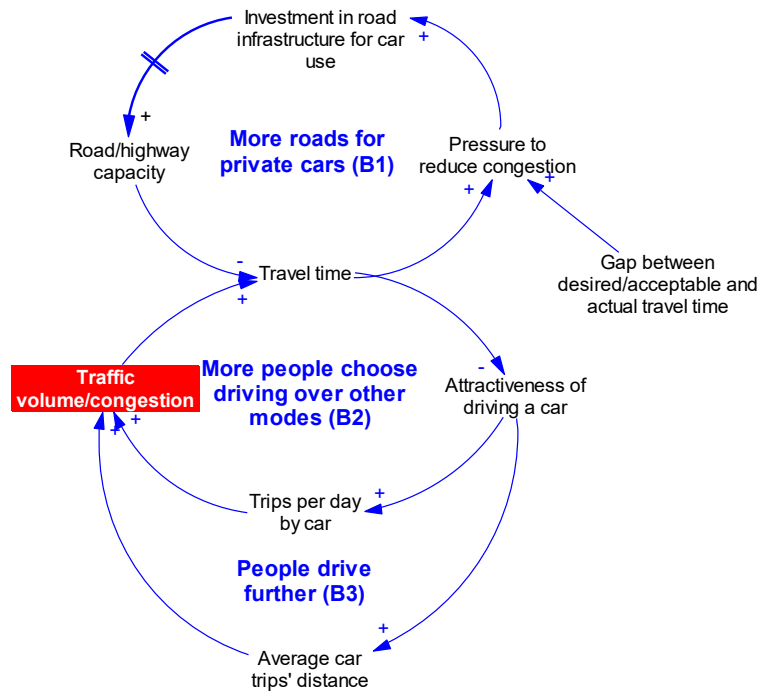 Investment in road
infrastructure for car
use
+
+
Road/highway
capacity
More roads for
private cars (B1)
Pressure to
reduce congestion
+
+
-
Travel time
+
Gap between
desired/acceptable and
actual travel time
Traffic
volume/congestion
More people choose
driving over other
modes (B2)
-
Attractiveness of
driving a car
+
+
Trips per day
by car
+
People drive
further (B3)
+
Average car
trips' distance